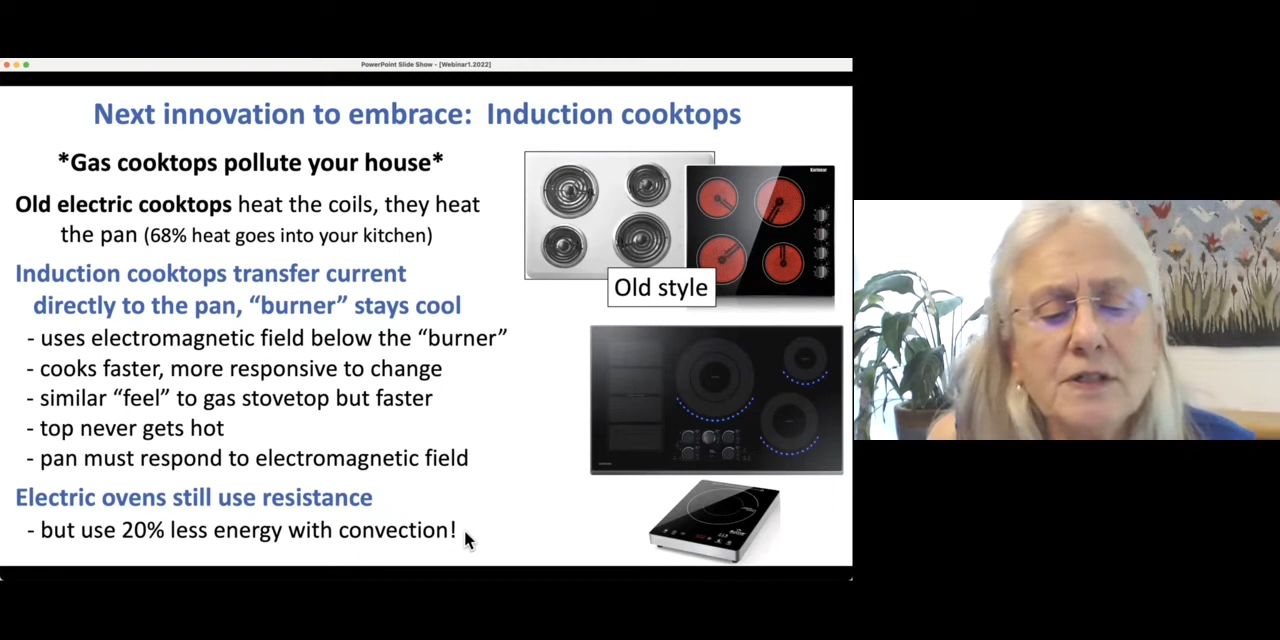 PowerPoint Slide Show - [Webinar1.2022]
Next innovation to embrace:  Induction cooktops
*Gas cooktops pollute your house*
Old electric cooktops heat the coils, they heat
the pan (68% heat goes into your kitchen)
Induction cooktops transfer current
directly to the pan, “burner” stays cool
- uses electromagnetic field below the “burner”
- cooks faster, more responsive to change
- similar “feel” to gas stovetop but faster
- top never gets hot
- pan must respond to electromagnetic field
Electric ovens still use resistance
- but use 20% less energy with convection!
Old style